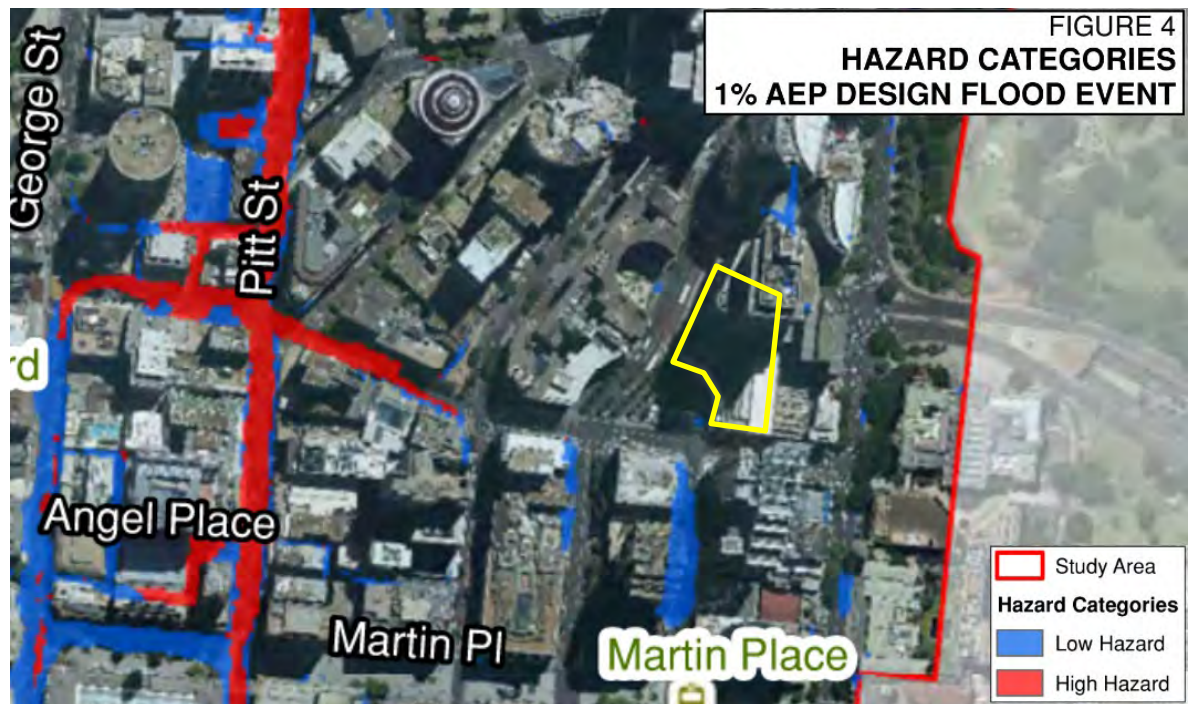 FIGURE 4
HAZARD CATEGORIES
1% AEP DESIGN FLOOD EVENT
George St
Pitt St
rd
Angel Place
Martin Pl
Martin Place
Study Area
Hazard Categories
Low Hazard
High Hazard